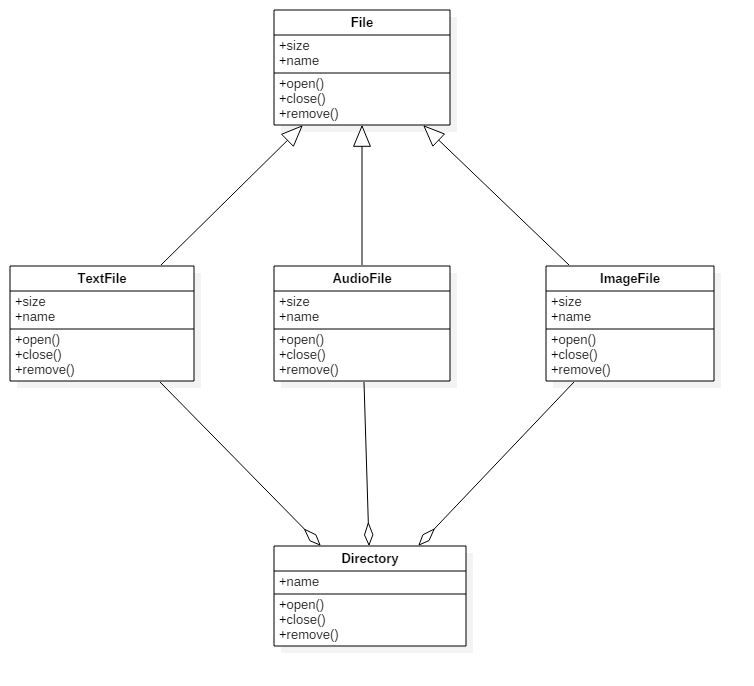 File
+size
+name
+open()
+close()
+remove()
TextFile
+size
+name
+open()
+close()
+remove()
AudioFile
+size
+name
+open()
+close()
+remove()
ImageFile
+size
+name
+open()
+close()
+remove()
Directory
+name
+open()
+close()
+remove()